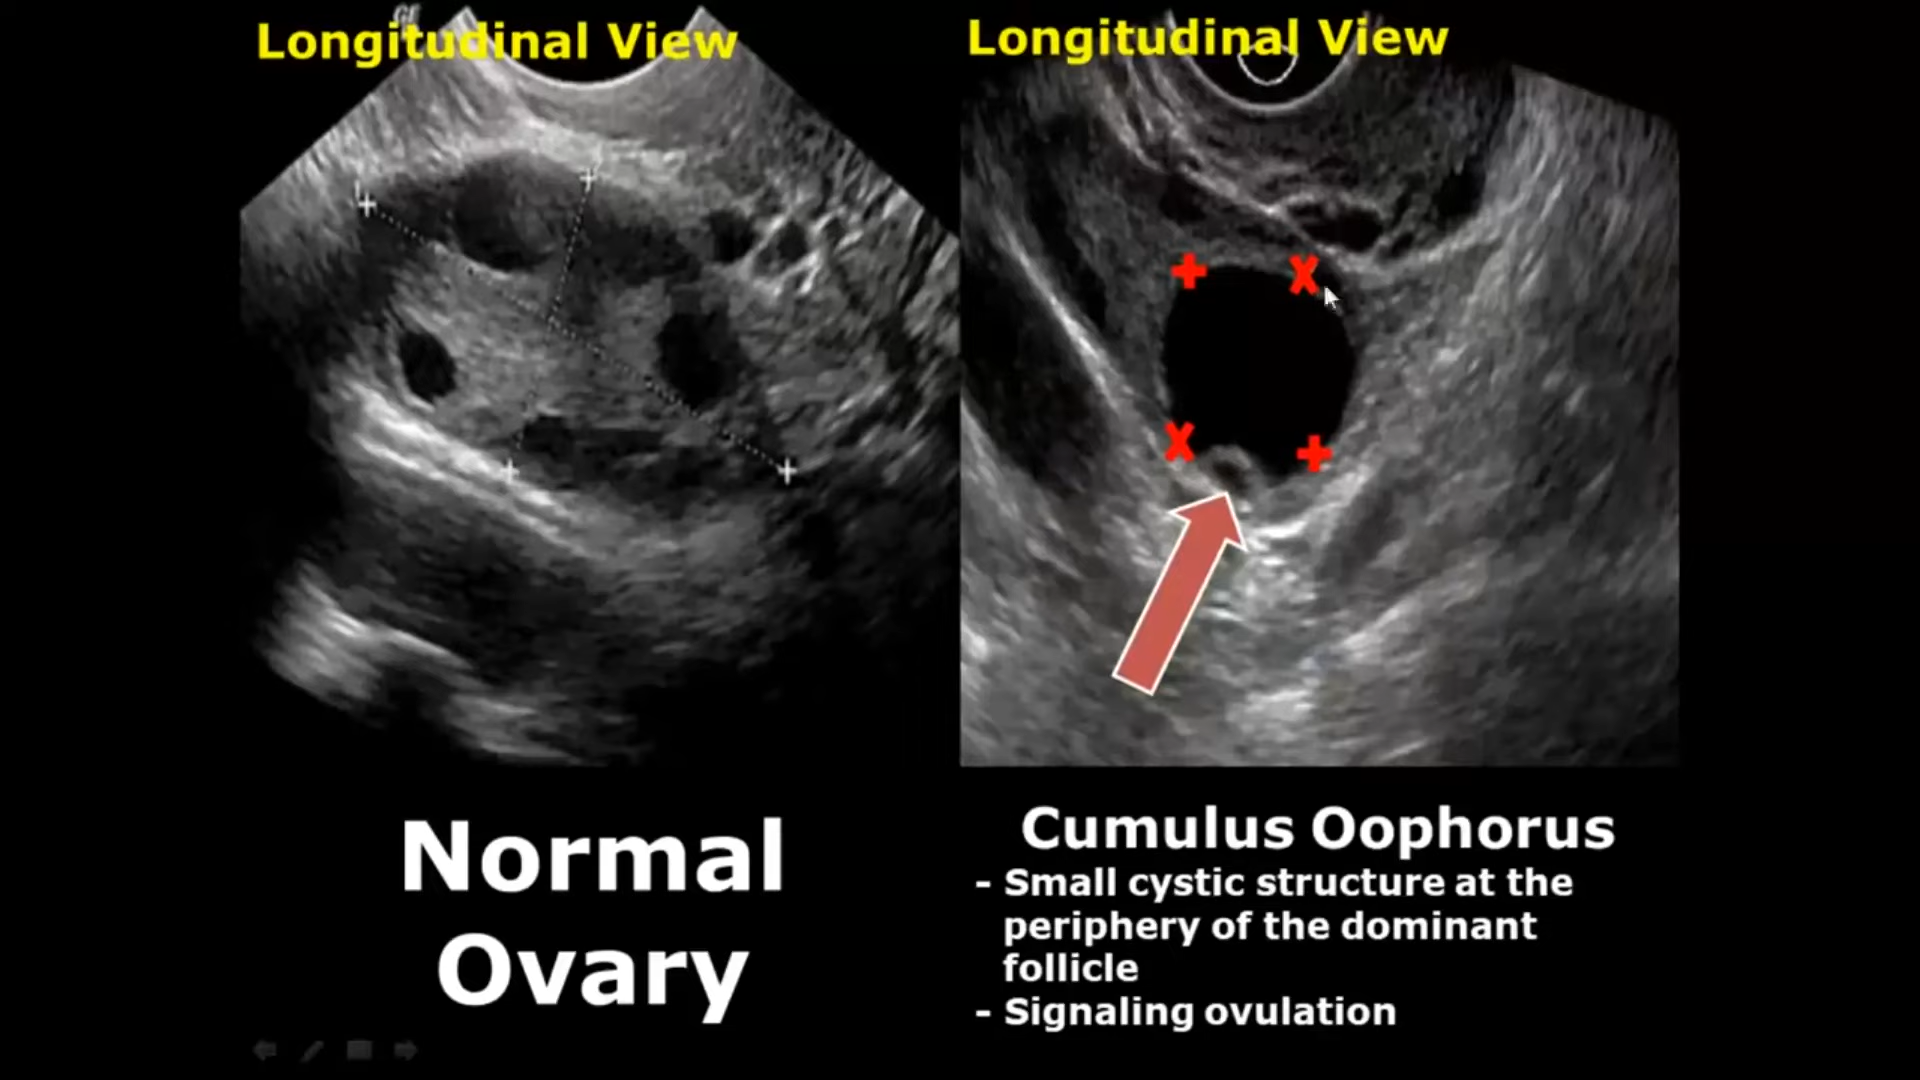 Longitudinal View
Normal
Ovary
Longitudinal View
Cumulus Oophorus
- Small cystic structure at the
periphery of the dominant
follicle
- Signaling ovulation